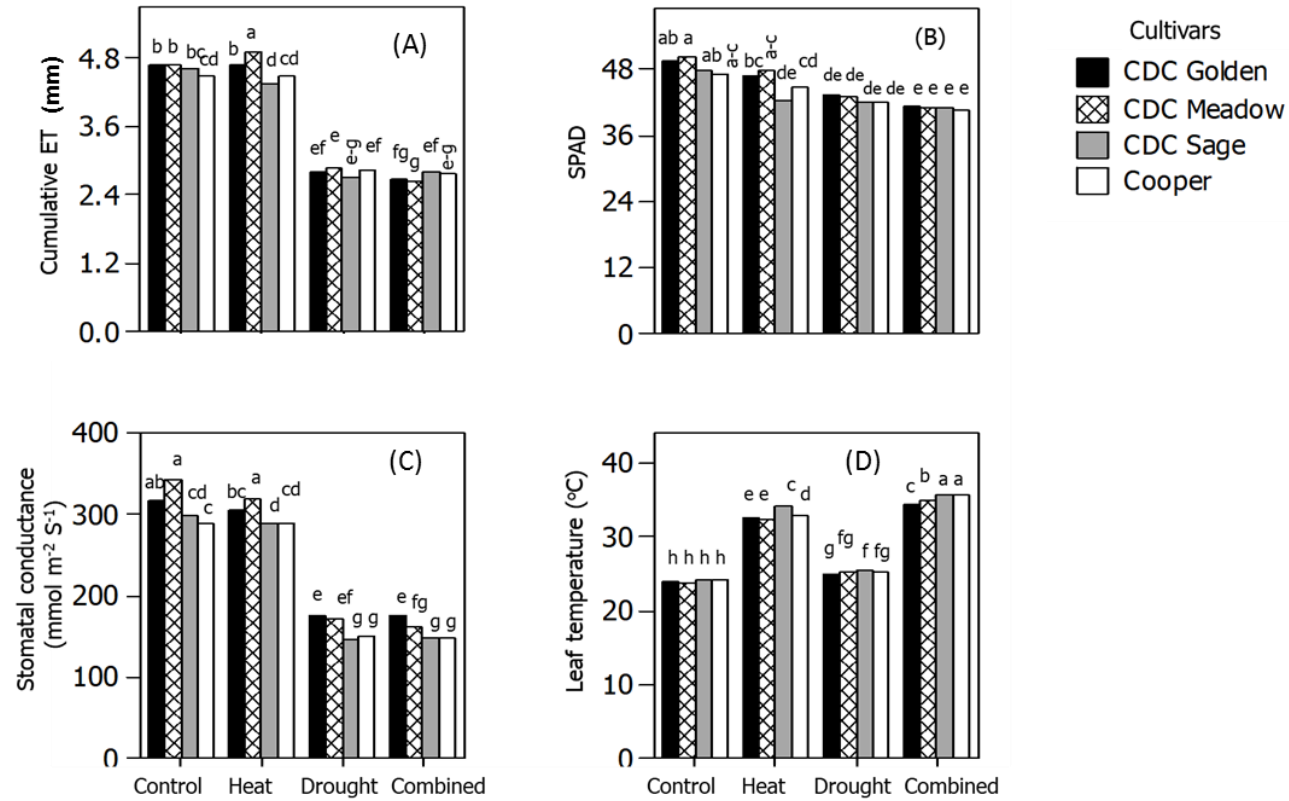 (A)
Cumulative ET (mm)
4.8
3.6
2.4
1.2
0.0
b b bc cd
b a d cd
ef e e-g ef
fg g ef e-g
(B)
SPAD
48
36
24
12
0
ab a ab a-c
bc a-c de cd
de de de de
e e e e
Cultivars
CDC Golden
CDC Meadow
CDC Sage
Cooper
(C)
Stomatal conductance
(mmol m⁻² S⁻¹)
400
300
200
100
0
ab a cd c
bc a d cd
e ef g g
e fg g g
Control Heat Drought Combined
(D)
Leaf temperature (°C)
40
30
20
10
0
h h h h
e e c d
g fg f fg
c b a a
Control Heat Drought Combined